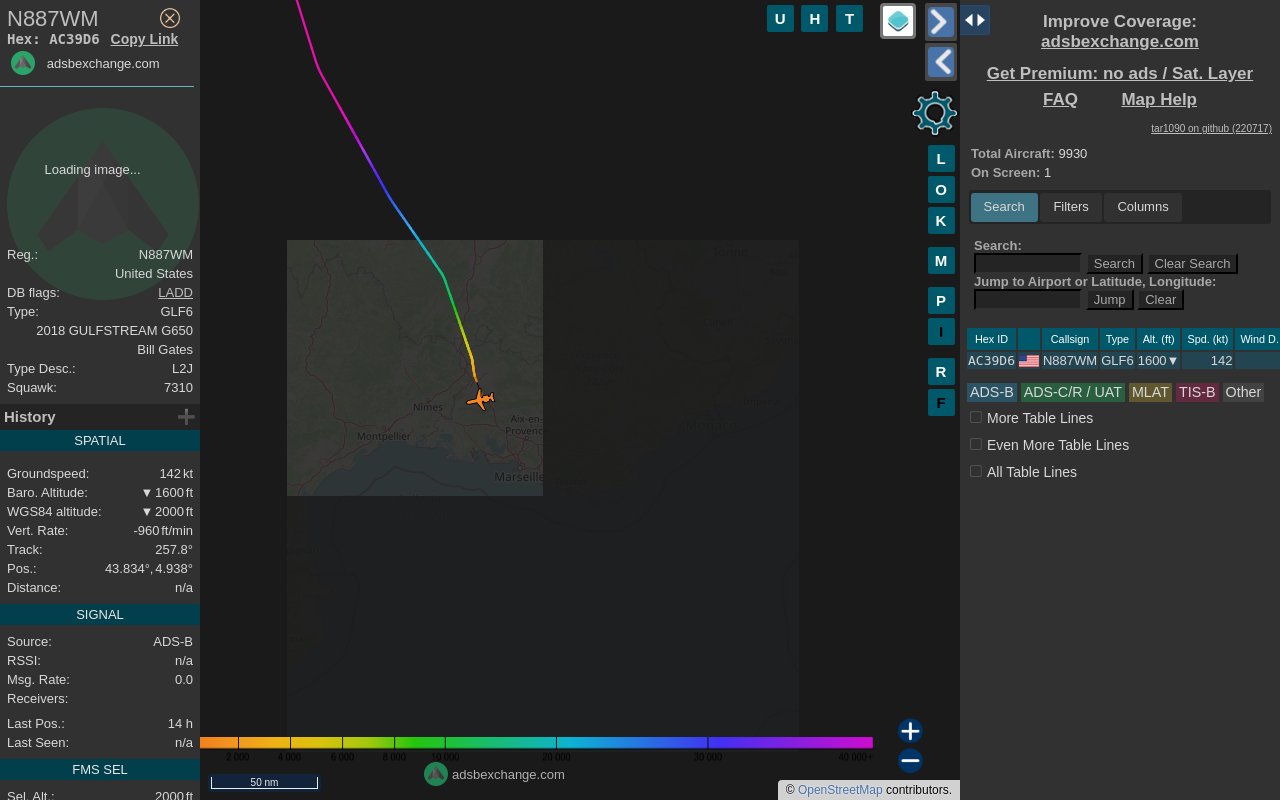 N887WM
Hex: AC39D6 Copy Link
adsbexchange.com
Loading image...
Reg.: N887WM
United States
DB flags: LADD
Type: GLF6
2018 GULFSTREAM G650
Bill Gates
Type Desc.: L2J
Squawk: 7310
History
SPATIAL
Groundspeed: 142 kt
Baro. Altitude: ▼ 1600 ft
WGS84 altitude: ▼ 2000 ft
Vert. Rate: -960 ft/min
Track: 257.8°
Pos.: 43.834°, 4.938°
Distance: n/a
SIGNAL
Source: ADS-B
RSSI: n/a
Msg. Rate: 0.0
Receivers:
Last Pos.: 14 h
Last Seen: n/a
FMS SEL
Sel. Alt.: 2000 ft
U H T
L
O
K
M
P
I
R
F
Nîmes
Aix-en
Provenc
Montpellier
Marseille
2 000 4 000 6 000 8 000 10 000 20 000 30 000 40 000+
50 nm
adsbexchange.com
© OpenStreetMap contributors.
Improve Coverage:
adsbexchange.com
Get Premium: no ads / Sat. Layer
FAQ Map Help
tar1090 on github (220717)
Total Aircraft: 9930
On Screen: 1
Search Filters Columns
Search:
Search Clear Search
Jump to Airport or Latitude, Longitude:
Jump Clear
Hex ID Callsign Type Alt. (ft) Spd. (kt) Wind D.
AC39D6 N887WM GLF6 1600▼ 142
ADS-B ADS-C/R / UAT MLAT TIS-B Other
More Table Lines
Even More Table Lines
All Table Lines